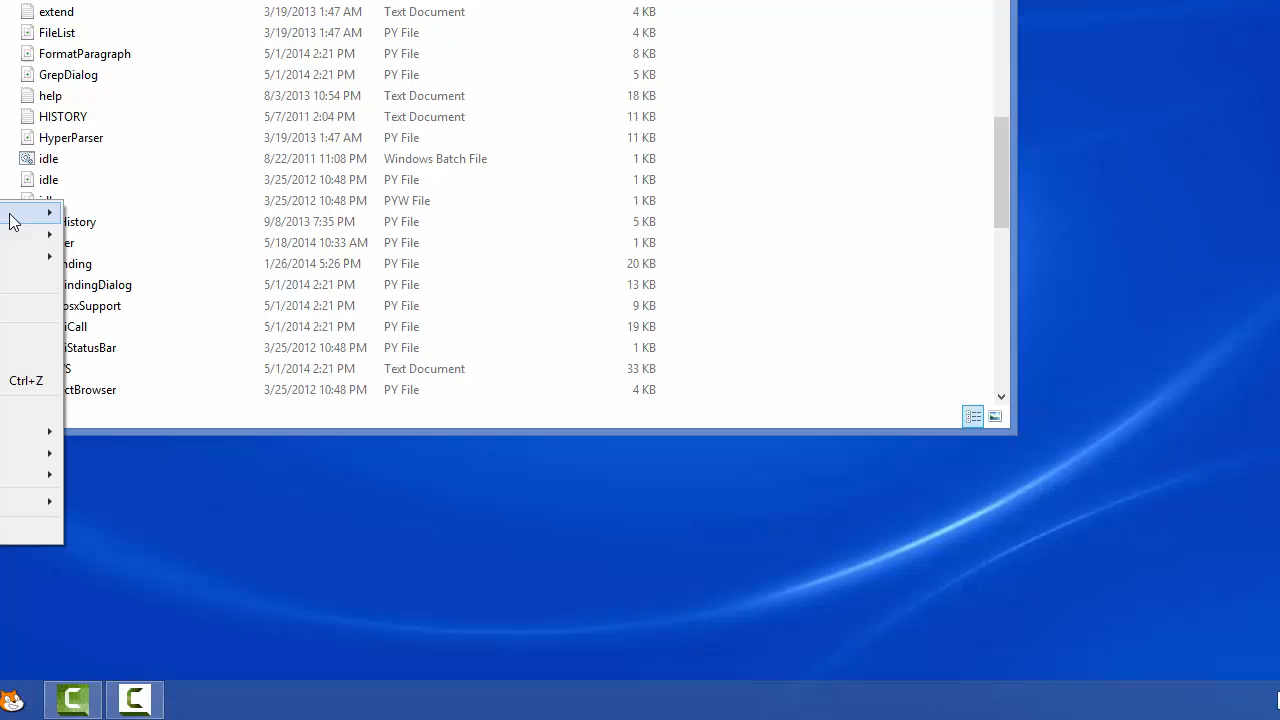 extend 3/19/2013 1:47 AM Text Document 4 KB
FileList 3/19/2013 1:47 AM PY File 4 KB
FormatParagraph 5/1/2014 2:21 PM PY File 8 KB
GrepDialog 5/1/2014 2:21 PM PY File 5 KB
help 8/3/2013 10:54 PM Text Document 18 KB
HISTORY 5/7/2011 2:04 PM Text Document 11 KB
HyperParser 3/19/2013 1:47 AM PY File 11 KB
idle 8/22/2011 11:08 PM Windows Batch File 1 KB
idle 3/25/2012 10:48 PM PY File 1 KB
3/25/2012 10:48 PM PYW File 1 KB
History 9/8/2013 7:35 PM PY File 5 KB
er 5/18/2014 10:33 AM PY File 1 KB
nding 1/26/2014 5:26 PM PY File 20 KB
indingDialog 5/1/2014 2:21 PM PY File 13 KB
osxSupport 5/1/2014 2:21 PM PY File 9 KB
iCall 5/1/2014 2:21 PM PY File 19 KB
iStatusBar 3/25/2012 10:48 PM PY File 1 KB
S 5/1/2014 2:21 PM Text Document 33 KB
Ctrl+Z
ctBrowser 3/25/2012 10:48 PM PY File 4 KB